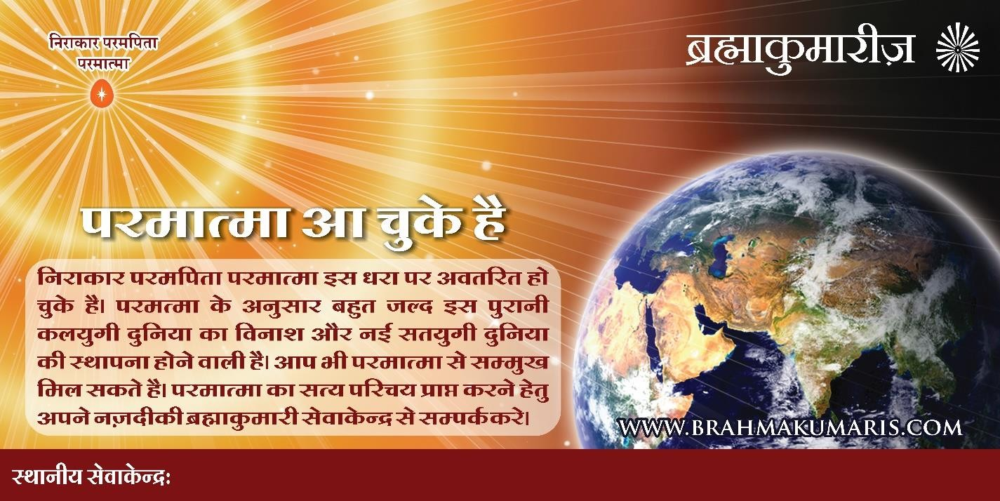 निराकार परमपिता
परमात्मा
ब्रह्माकुमारीज़
परमात्मा आ चुके है
निराकार परमपिता परमात्मा इस धरा पर अवतरित हो
चुके है। परमत्मा के अनुसार बहुत जल्द इस पुरानी
कलयुगी दुनिया का विनाश और नई सतयुगी दुनिया
की स्थापना होने वाली है। आप भी परमात्मा से सम्मुख
मिल सकते है। परमात्मा का सत्य परिचय प्राप्त करने हेतु
अपने नज़दीकी ब्रह्माकुमारी सेवाकेन्द्र से सम्पर्क करे।
WWW.BRAHMAKUMARIS.COM
स्थानीय सेवाकेन्द्र: